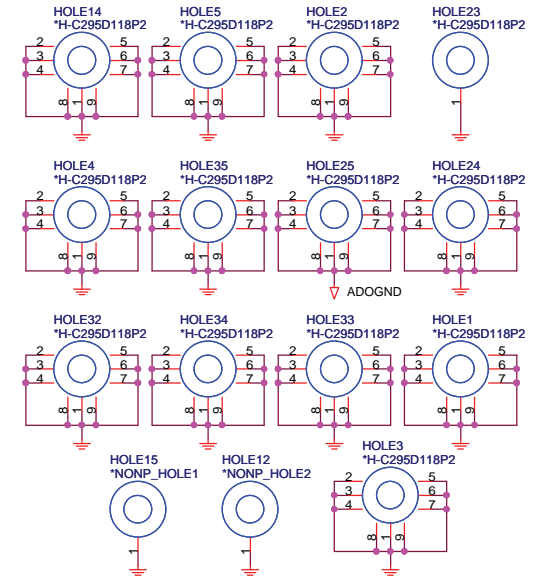 HOLE14 HOLE5 HOLE2 HOLE23
*H-C295D118P2 *H-C295D118P2 *H-C295D118P2 *H-C295D118P2
2 5 2 5 2 5
3 6 3 6 3 6
4 7 4 7 4 7
8 1 9 8 1 9 8 1 9 1
HOLE4 HOLE35 HOLE25 HOLE24
*H-C295D118P2 *H-C295D118P2 *H-C295D118P2 *H-C295D118P2
2 5 2 5 2 5 2 5
3 6 3 6 3 6 3 6
4 7 4 7 4 7 4 7
8 1 9 8 1 9 8 1 9 8 1 9
ADOGND
HOLE32 HOLE34 HOLE33 HOLE1
*H-C295D118P2 *H-C295D118P2 *H-C295D118P2 *H-C295D118P2
2 5 2 5 2 5 2 5
3 6 3 6 3 6 3 6
4 7 4 7 4 7 4 7
8 1 9 8 1 9 8 1 9 8 1 9
HOLE15 HOLE12 HOLE3
*NONP_HOLE1 *NONP_HOLE2 *H-C295D118P2
2 5
3 6
4 7
1 1 8 1 9